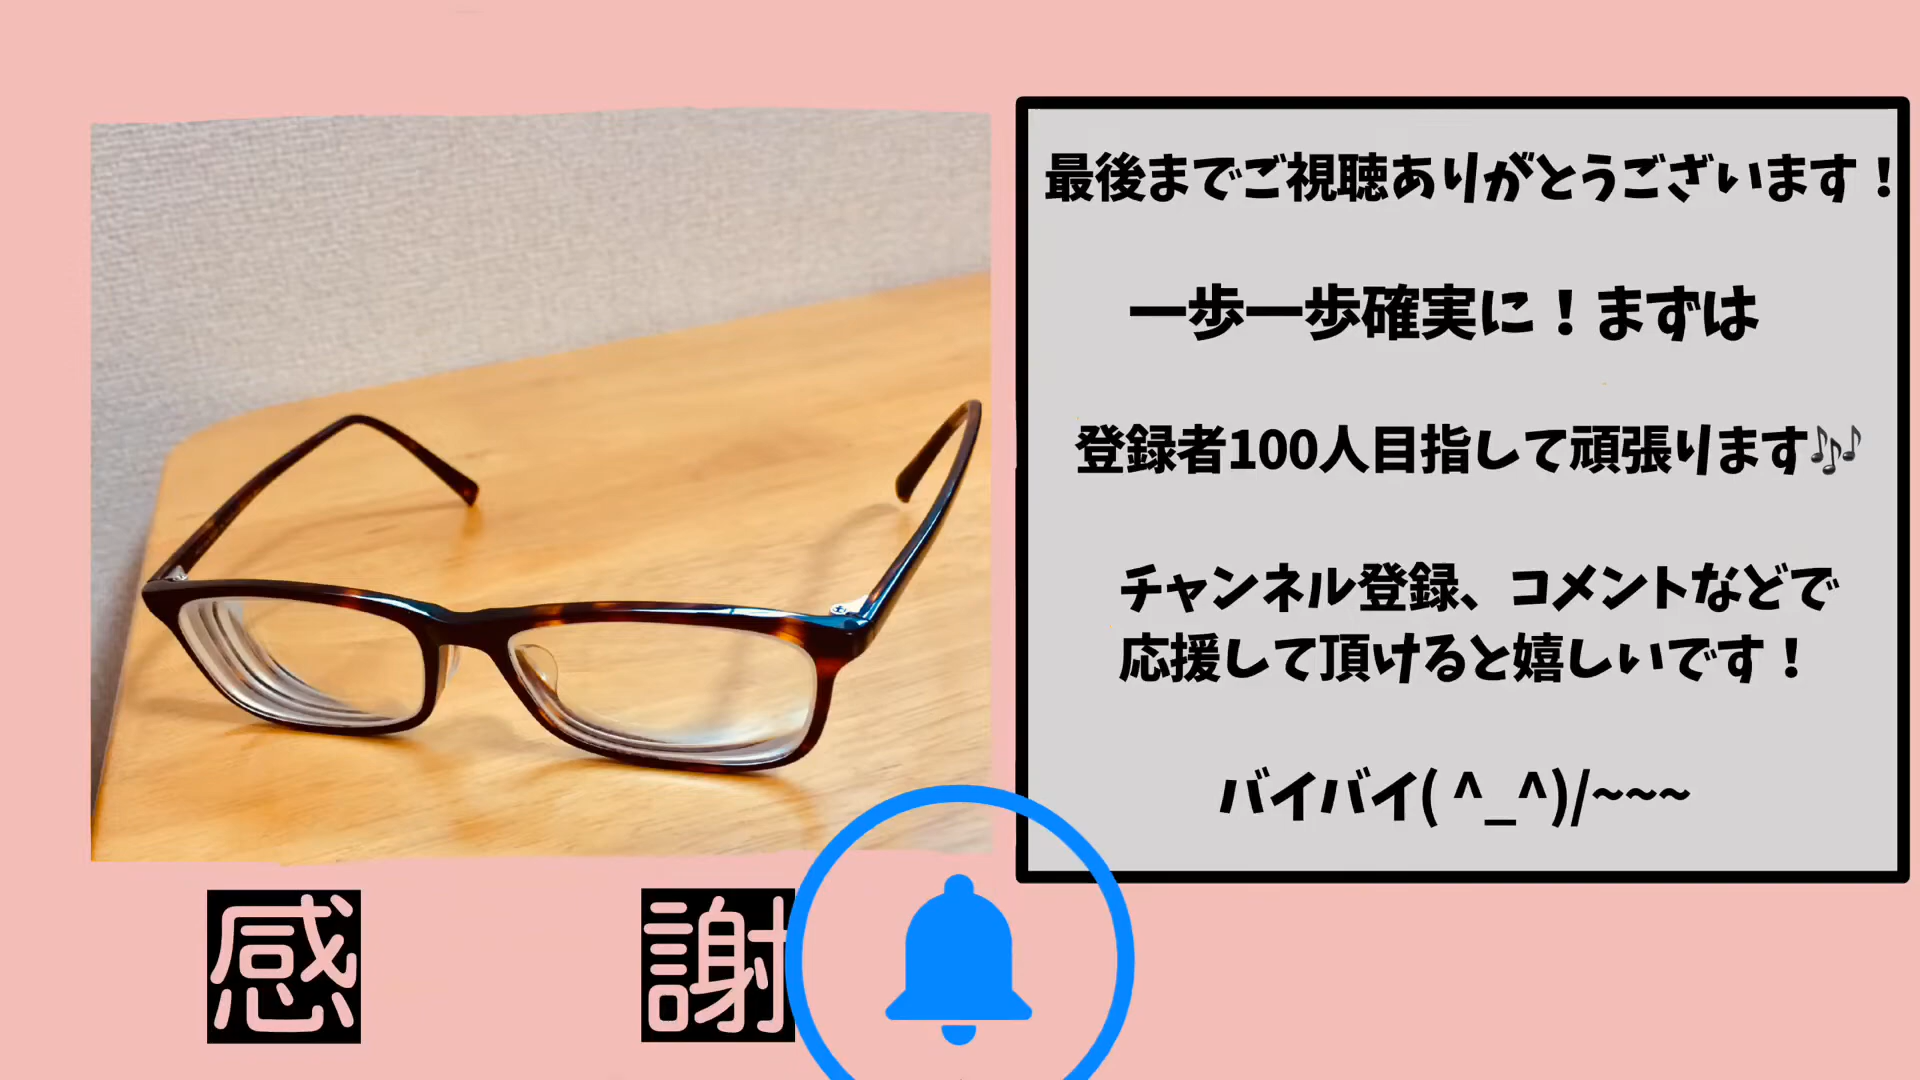 最後までご視聴ありがとうございます！
一歩一歩確実に！まずは
登録者100人目指して頑張ります🎶
チャンネル登録、コメントなどで
応援して頂けると嬉しいです！
バイバイ( ^_^)/~~~
感謝